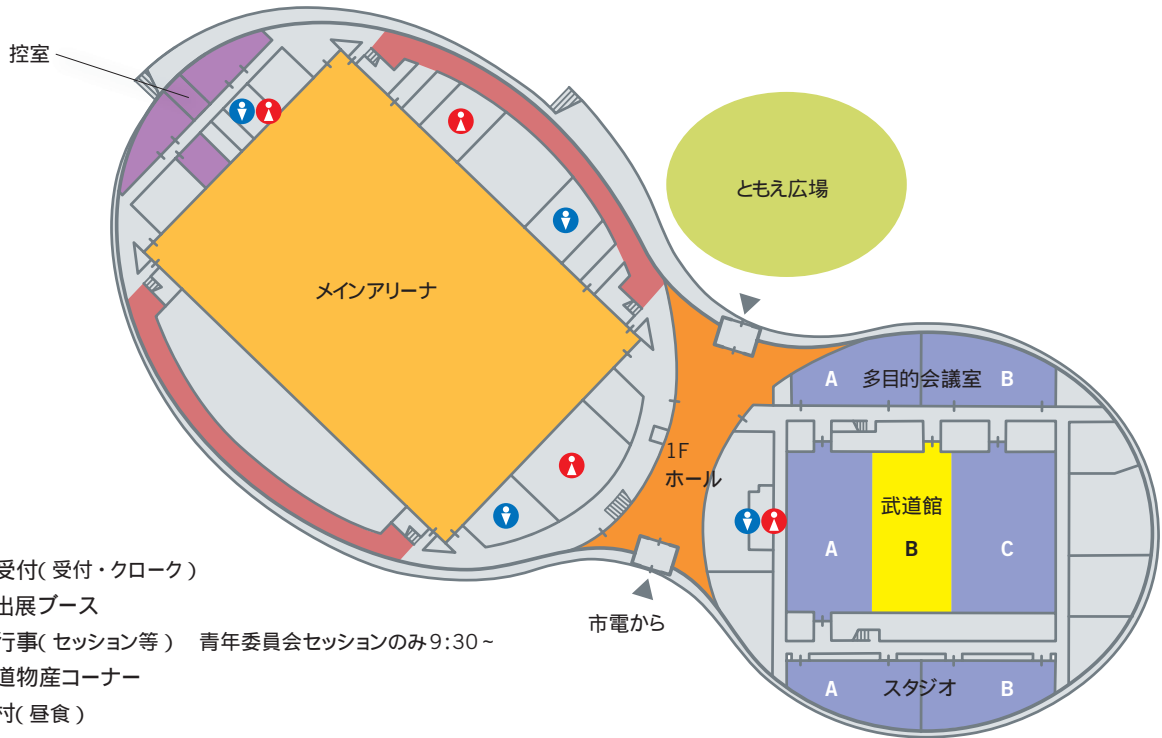 控室
ともえ広場
メインアリーナ
A 多目的会議室 B
1F
ホール
武道館
A B C
市電から
A スタジオ B
受付(受付・クローク)
出展ブース
行事(セッション等) 青年委員会セッションのみ9:30~
道物産コーナー
村(昼食)